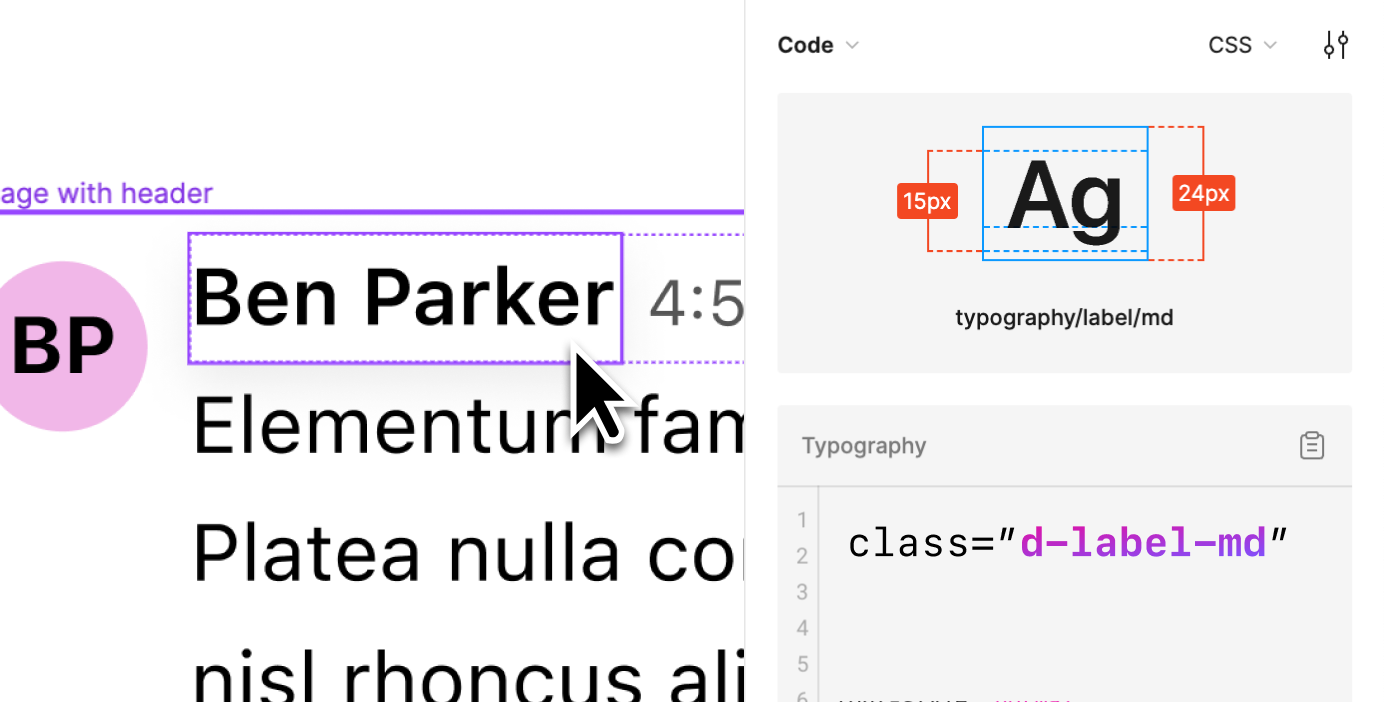 age with header
BP
Ben Parker 4:5
Elementum fam
Platea nulla co
nisl rhoncus ali
Code
CSS
15px
Ag
24px
typography/label/md
Typography
1
class="d-label-md"
2
3
4
5
6